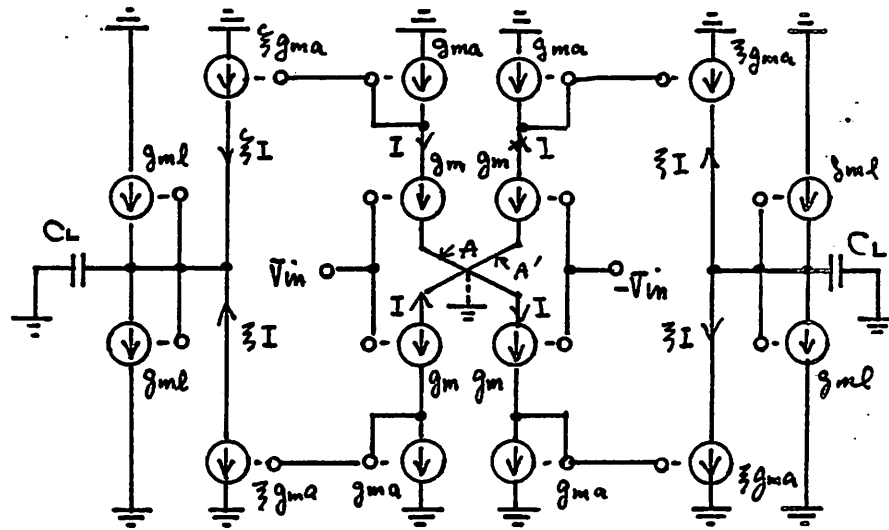 ξgma gma gma ξgma
ξI I I ξI
gml gm gm gml
CL A CL
Vin A' -Vin
I I
ξI ξI
gml gml
gm gm
ξgma gma gma ξgma